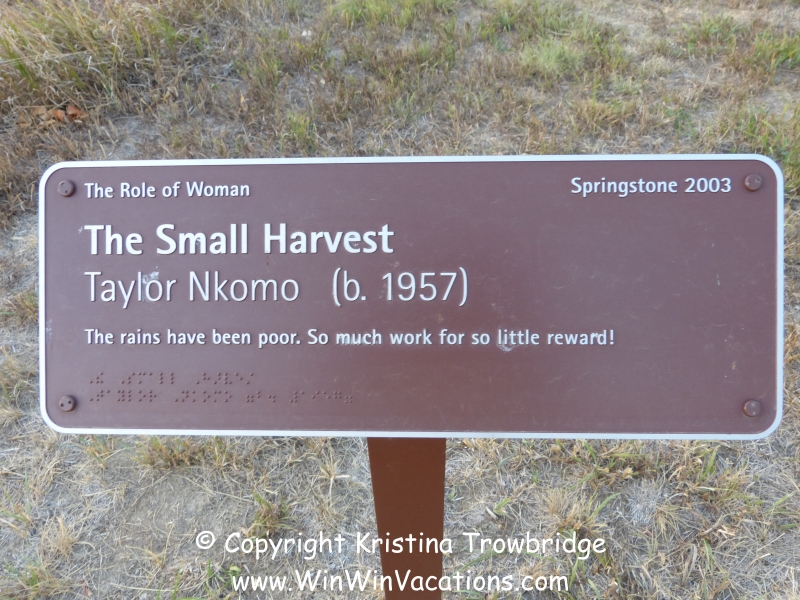 The Role of Woman
Springstone 2003
The Small Harvest
Taylor Nkomo (b. 1957)
The rains have been poor. So much work for so little reward!
© Copyright Kristina Trowbridge
www.WinWinVacations.com